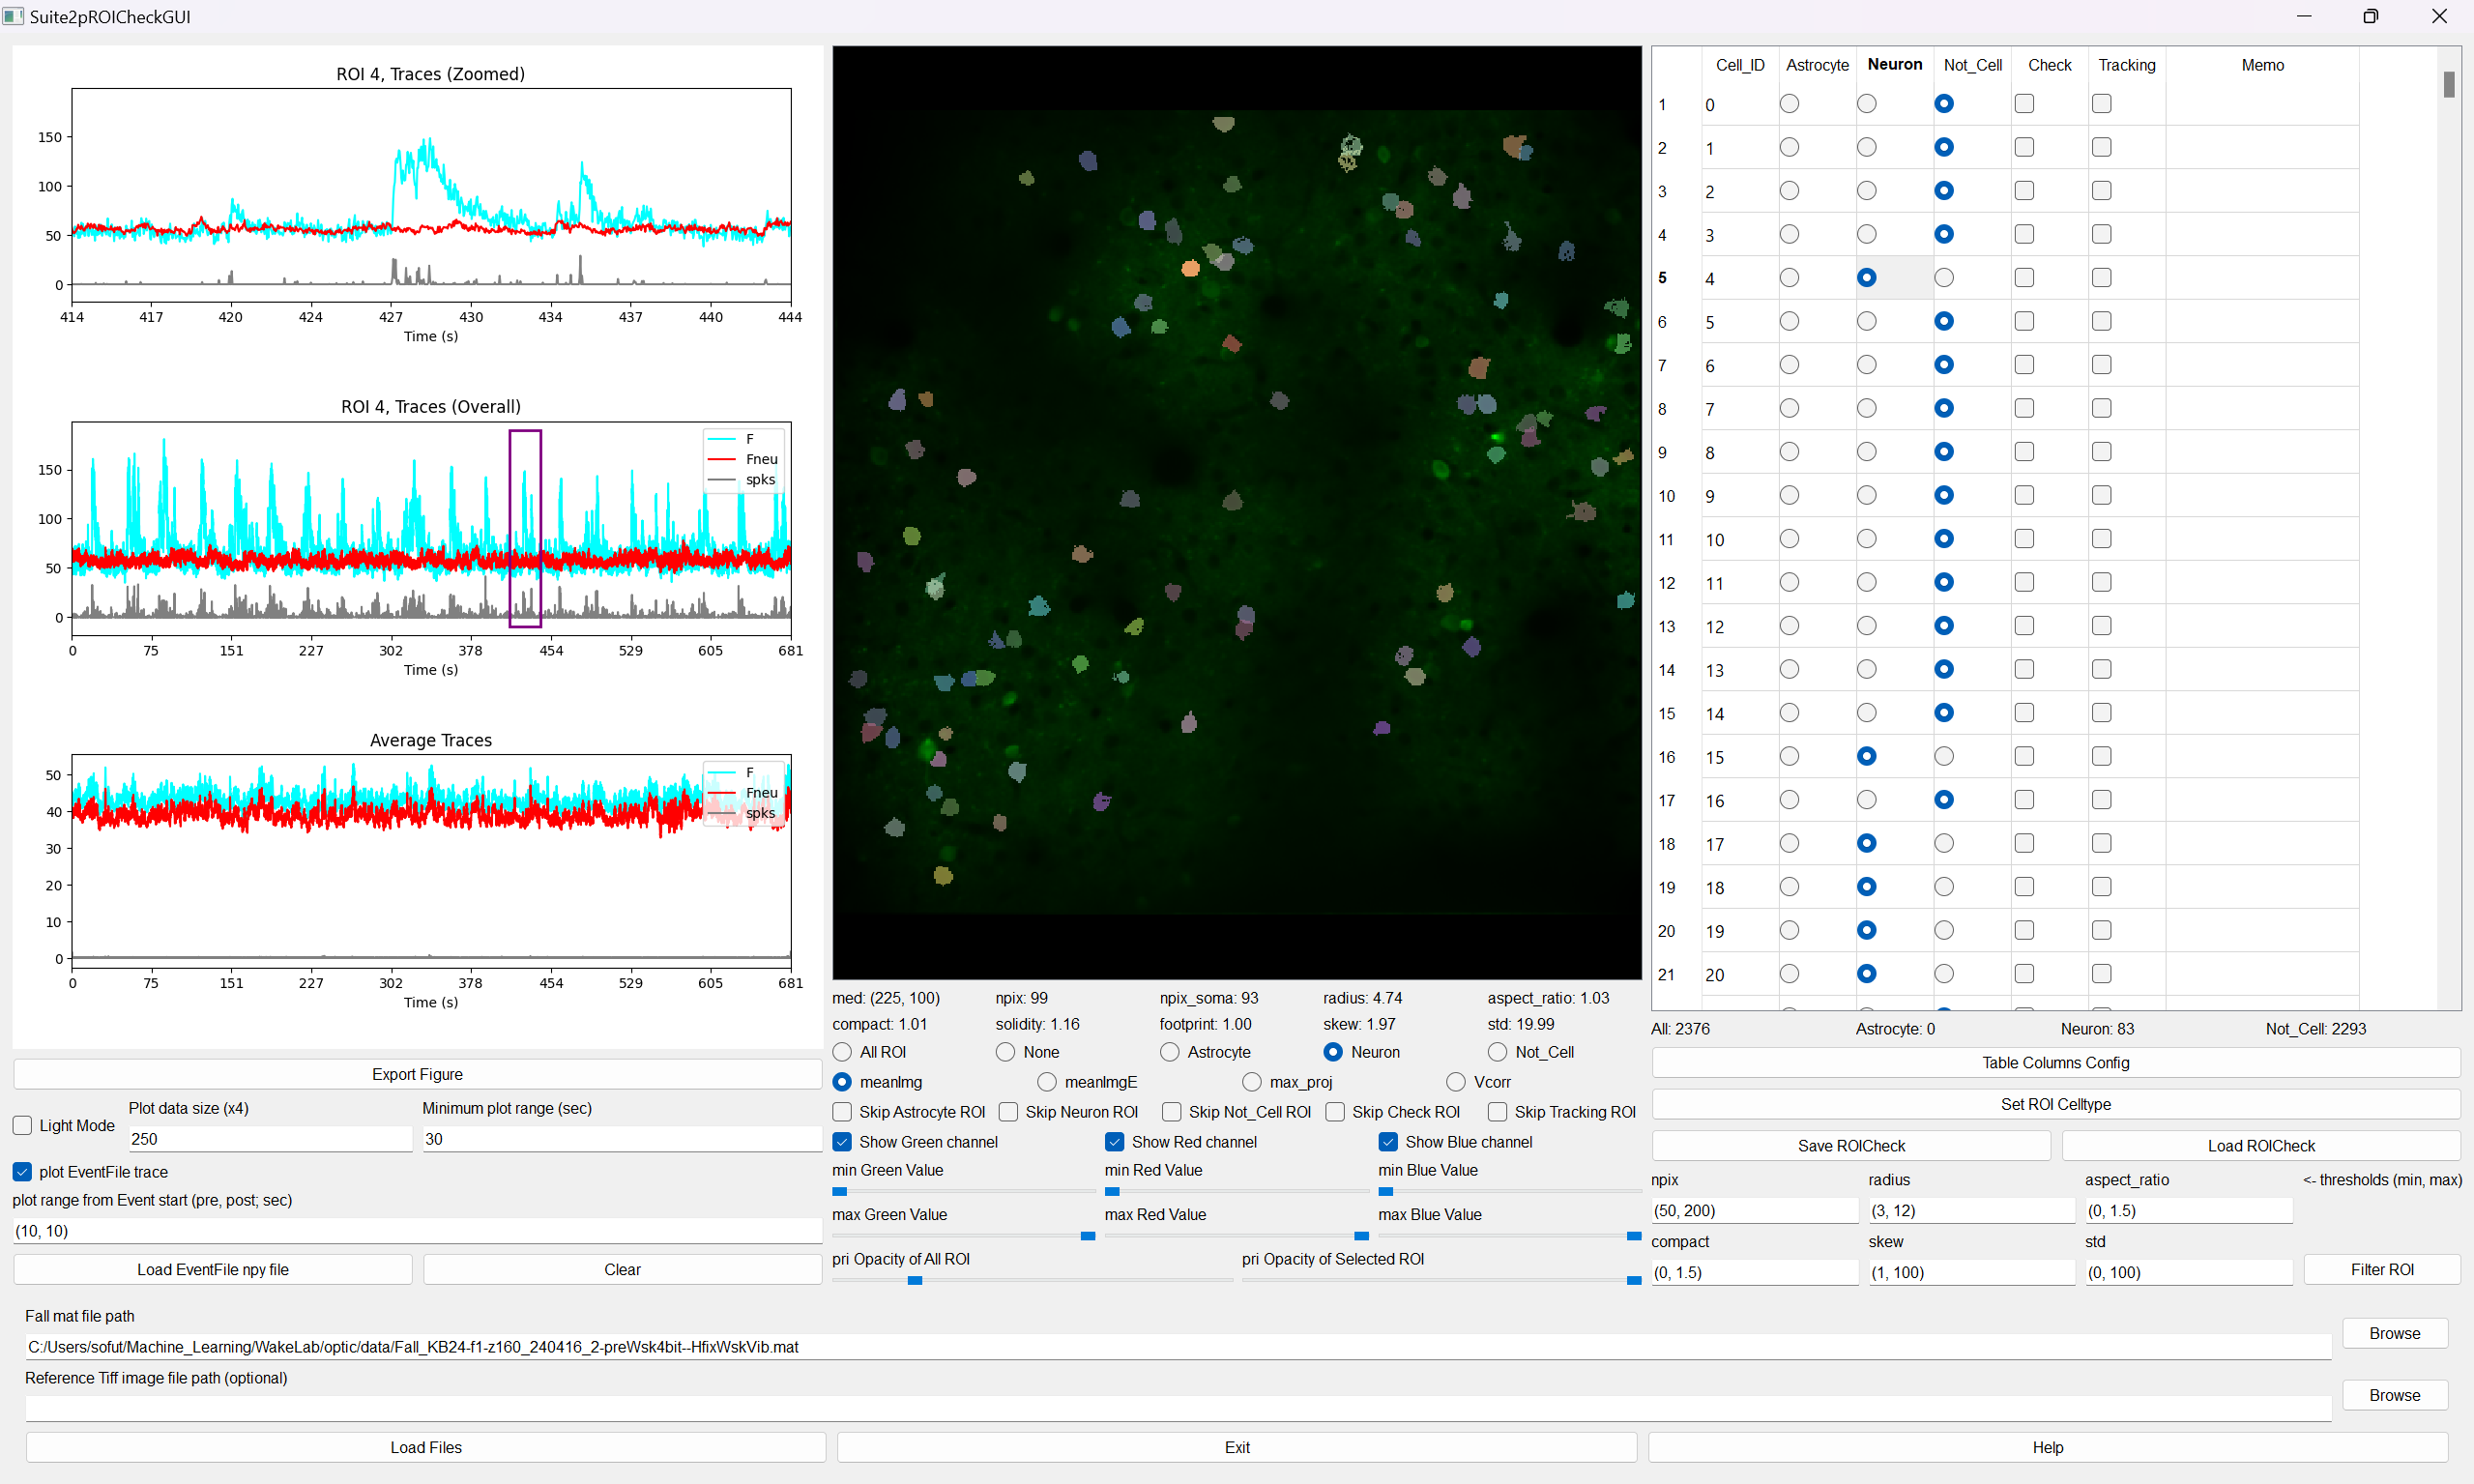 Suite2pROICheckGUI
ROI 4, Traces (Zoomed)
150
100
50
0
414 417 420 424 427 430 434 437 440 444
Time (s)
ROI 4, Traces (Overall)
F
Fneu
spks
150
100
50
0
0 75 151 227 302 378 454 529 605 681
Time (s)
Average Traces
F
Fneu
spks
50
40
30
20
10
0
0 75 151 227 302 378 454 529 605 681
Time (s)
Export Figure
Light Mode
Plot data size (x4)
250
Minimum plot range (sec)
30
plot EventFile trace
plot range from Event start (pre, post; sec)
(10, 10)
Load EventFile npy file
Clear
med: (225, 100) npix: 99 npix_soma: 93 radius: 4.74 aspect_ratio: 1.03
compact: 1.01 solidity: 1.16 footprint: 1.00 skew: 1.97 std: 19.99
All ROI None Astrocyte Neuron Not_Cell
meanImg meanImgE max_proj Vcorr
Skip Astrocyte ROI Skip Neuron ROI Skip Not_Cell ROI Skip Check ROI Skip Tracking ROI
Show Green channel Show Red channel Show Blue channel
min Green Value min Red Value min Blue Value
max Green Value max Red Value max Blue Value
pri Opacity of All ROI pri Opacity of Selected ROI
Cell_ID Astrocyte Neuron Not_Cell Check Tracking Memo
1 0
2 1
3 2
4 3
5 4
6 5
7 6
8 7
9 8
10 9
11 10
12 11
13 12
14 13
15 14
16 15
17 16
18 17
19 18
20 19
21 20
All: 2376 Astrocyte: 0 Neuron: 83 Not_Cell: 2293
Table Columns Config
Set ROI Celltype
Save ROICheck Load ROICheck
npix radius aspect_ratio <- thresholds (min, max)
(50, 200) (3, 12) (0, 1.5)
compact skew std
(0, 1.5) (1, 100) (0, 100) Filter ROI
Fall mat file path
C:/Users/sofut/Machine_Learning/WakeLab/optic/data/Fall_KB24-f1-z160_240416_2-preWsk4bit--HfixWskVib.mat
Browse
Reference Tiff image file path (optional)
Browse
Load Files Exit Help